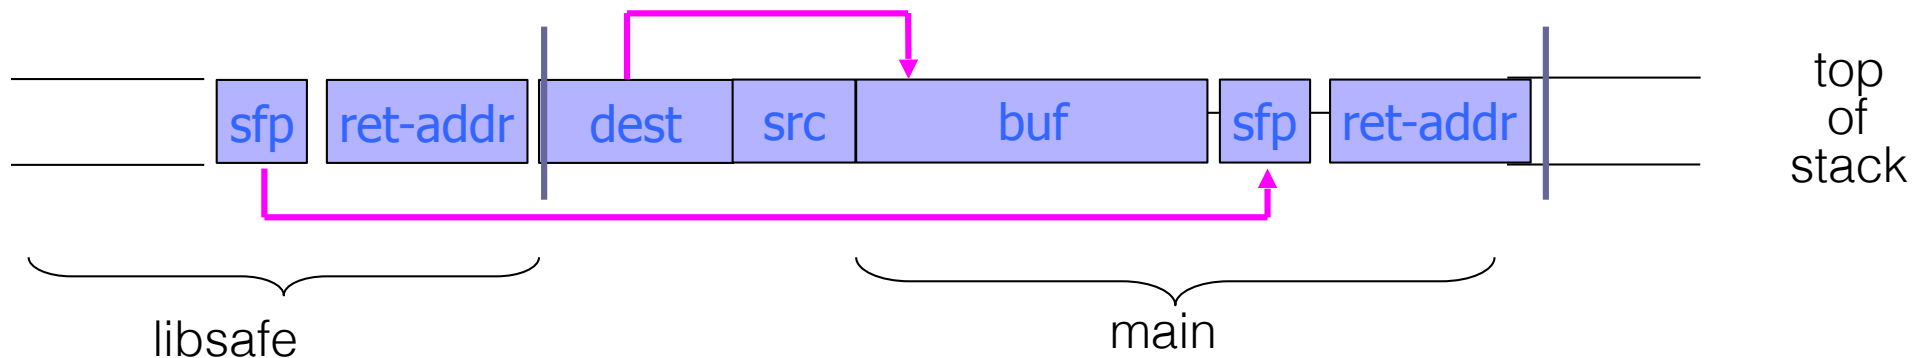 sfp ret-addr dest src buf sfp ret-addr
top
of
stack
libsafe
main